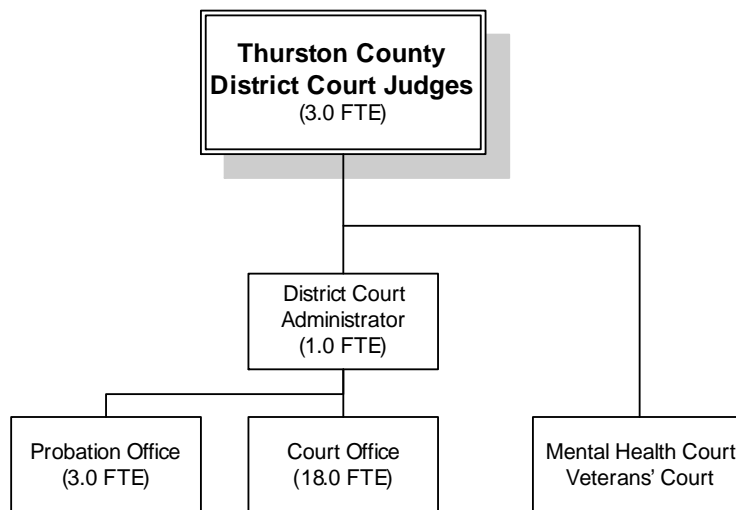 Thurston County
District Court Judges
(3.0 FTE)
District Court
Administrator
(1.0 FTE)
Probation Office
(3.0 FTE)
Court Office
(18.0 FTE)
Mental Health Court
Veterans’ Court